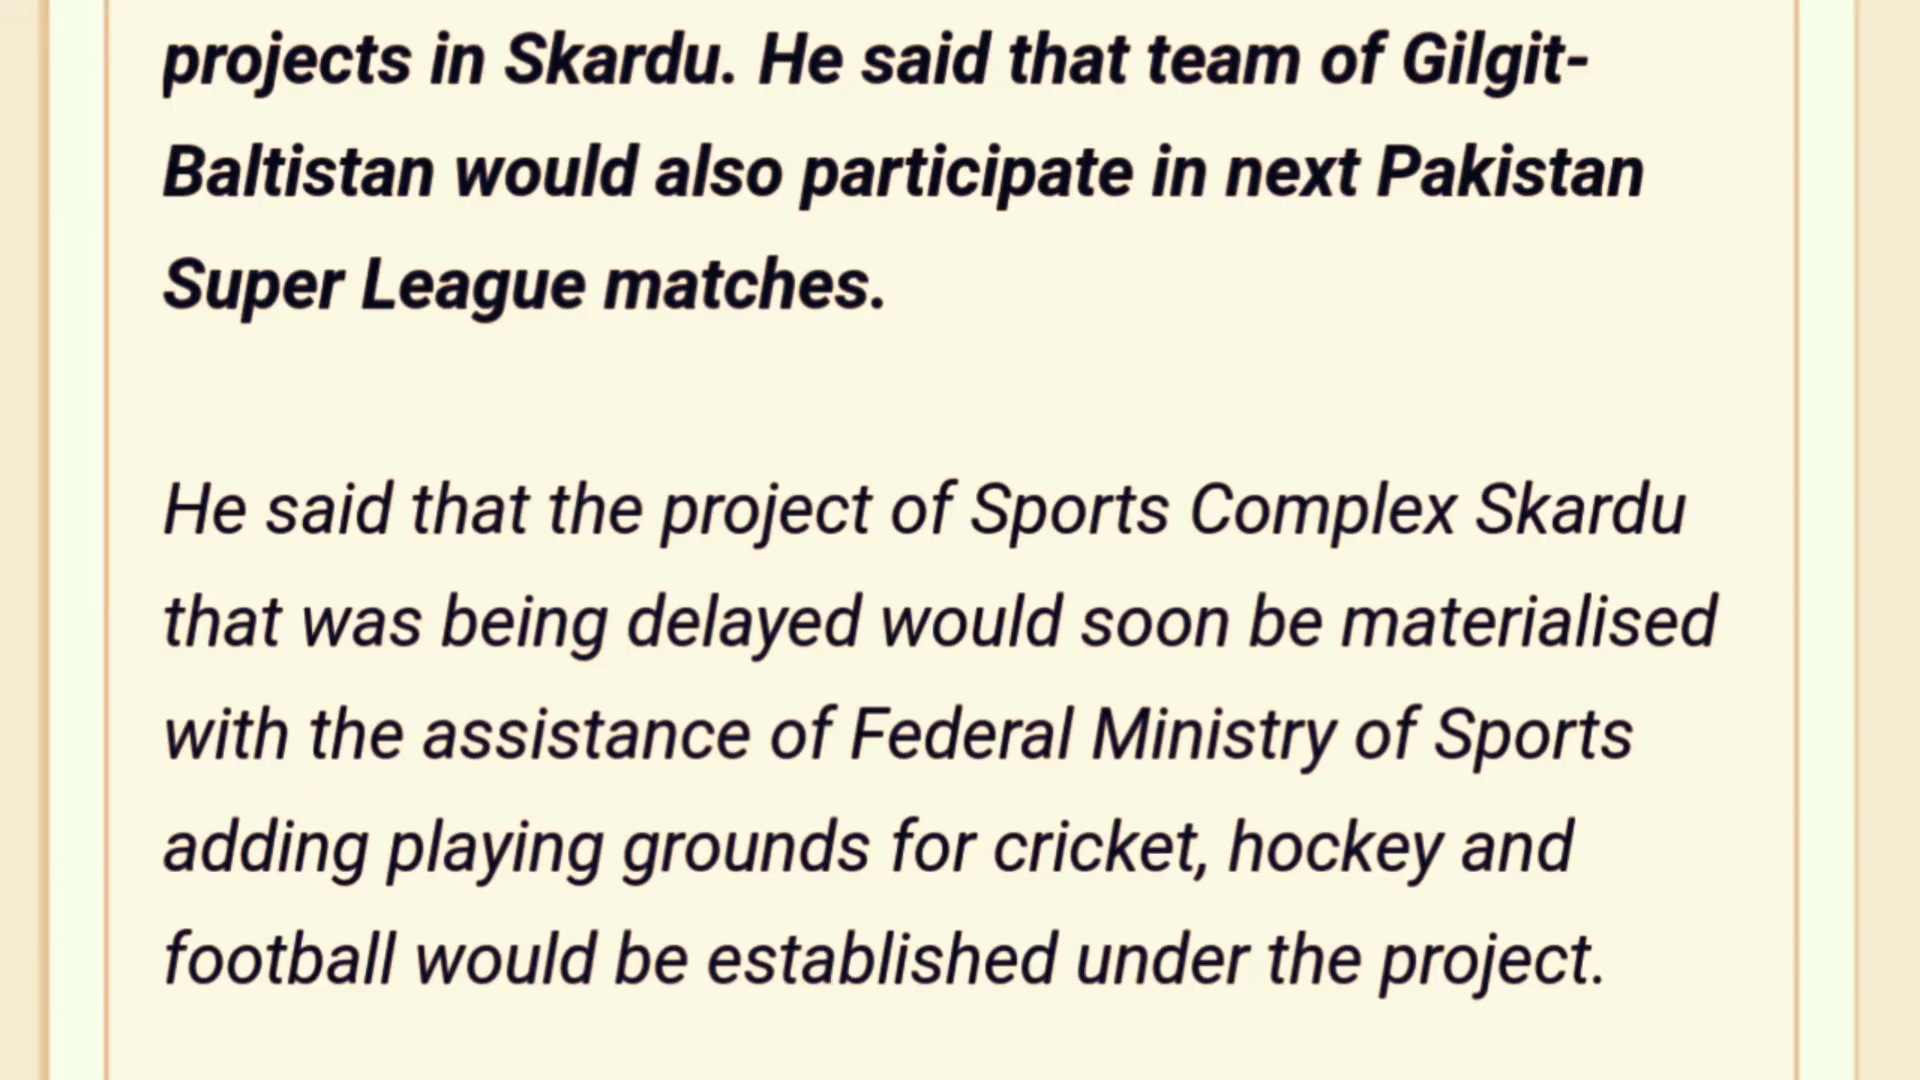 projects in Skardu. He said that team of Gilgit-
Baltistan would also participate in next Pakistan
Super League matches.
He said that the project of Sports Complex Skardu
that was being delayed would soon be materialised
with the assistance of Federal Ministry of Sports
adding playing grounds for cricket, hockey and
football would be established under the project.